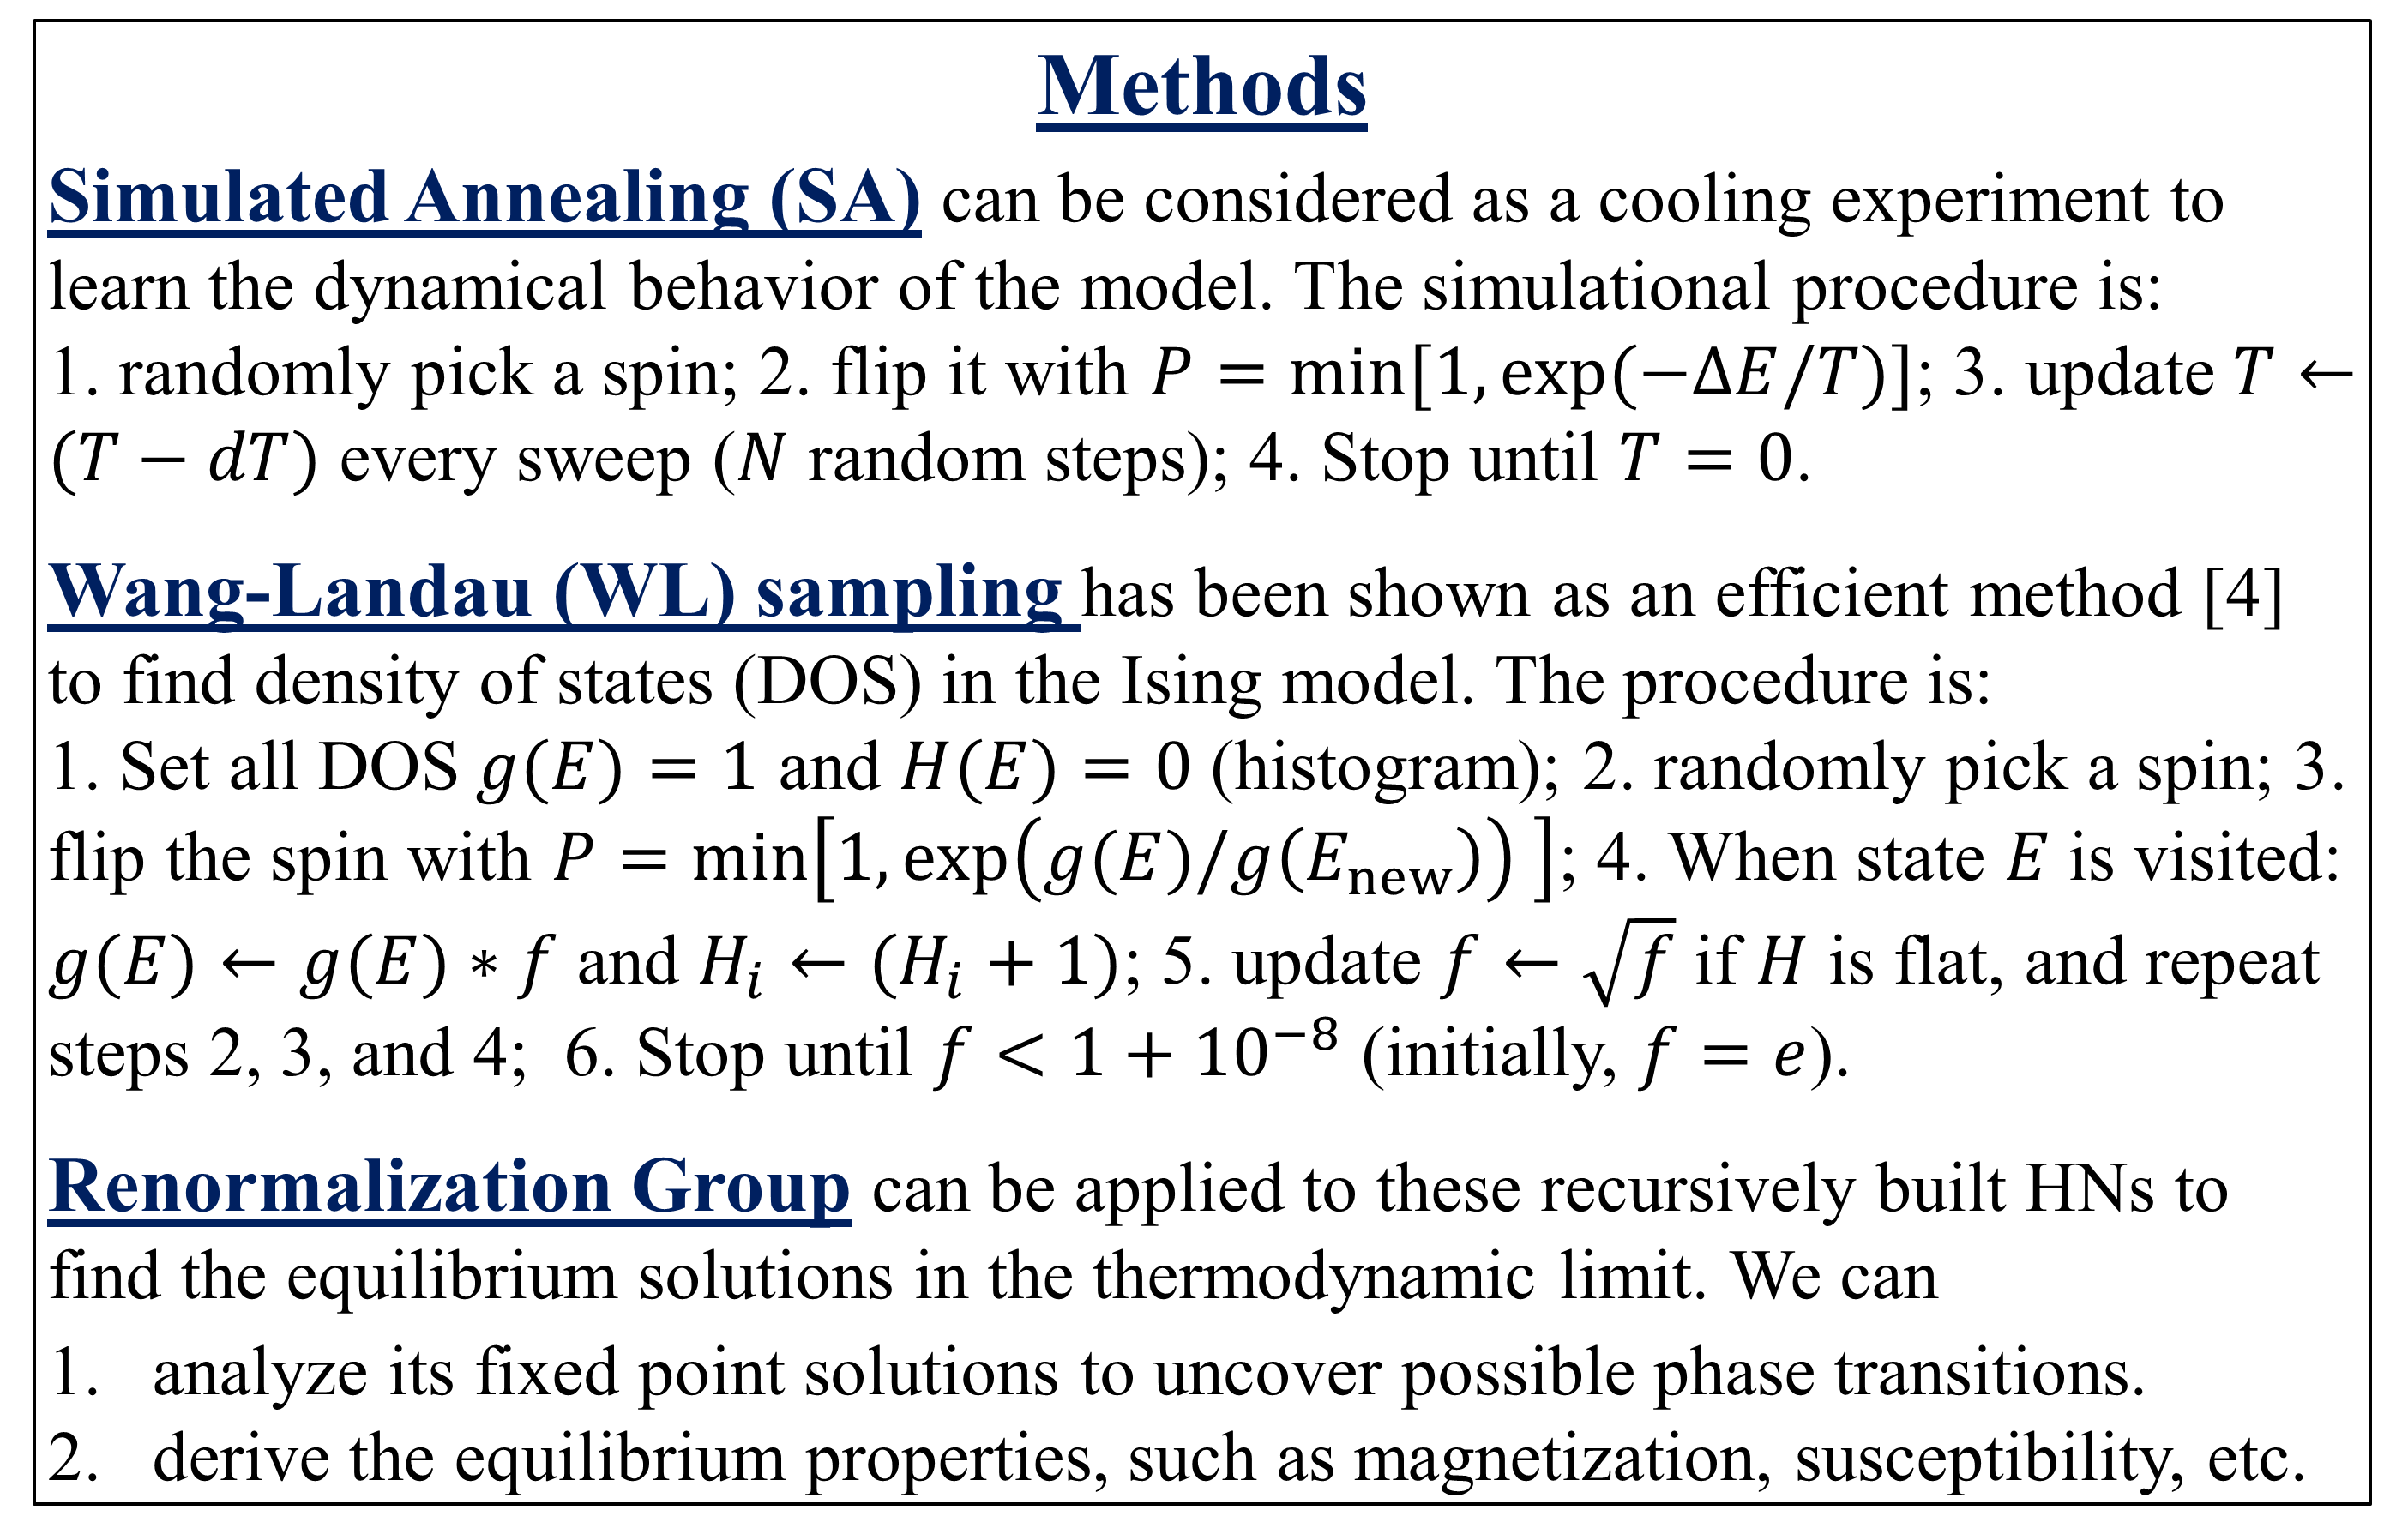 Methods
Simulated Annealing (SA) can be considered as a cooling experiment to
learn the dynamical behavior of the model. The simulational procedure is:
1. randomly pick a spin; 2. flip it with P = min[1, exp(−ΔE/T)]; 3. update T ←
(T − dT) every sweep (N random steps); 4. Stop until T = 0.
Wang-Landau (WL) sampling has been shown as an efficient method [4]
to find density of states (DOS) in the Ising model. The procedure is:
1. Set all DOS g(E) = 1 and H(E) = 0 (histogram); 2. randomly pick a spin; 3.
flip the spin with P = min[1, exp(g(E)/g(E_new)) ]; 4. When state E is visited:
g(E) ← g(E) ∗ f and H_i ← (H_i + 1); 5. update f ← √f if H is flat, and repeat
steps 2, 3, and 4;  6. Stop until f < 1 + 10⁻⁸ (initially, f = e).
Renormalization Group can be applied to these recursively built HNs to
find the equilibrium solutions in the thermodynamic limit. We can
1. analyze its fixed point solutions to uncover possible phase transitions.
2. derive the equilibrium properties, such as magnetization, susceptibility, etc.